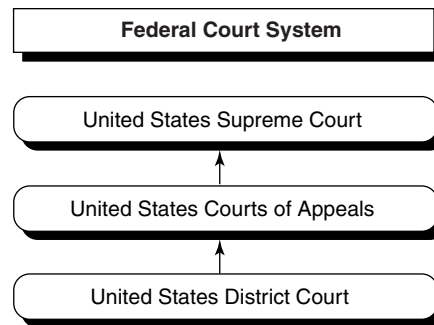 Federal Court System
United States Supreme Court
United States Courts of Appeals
United States District Court